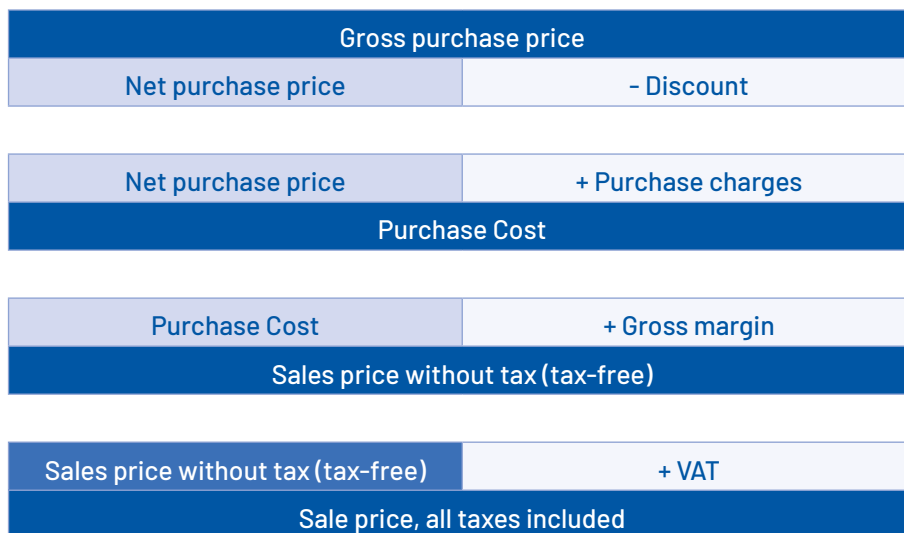 Gross purchase price
Net purchase price - Discount
Net purchase price + Purchase charges
Purchase Cost
Purchase Cost + Gross margin
Sales price without tax (tax-free)
Sales price without tax (tax-free) + VAT
Sale price, all taxes included